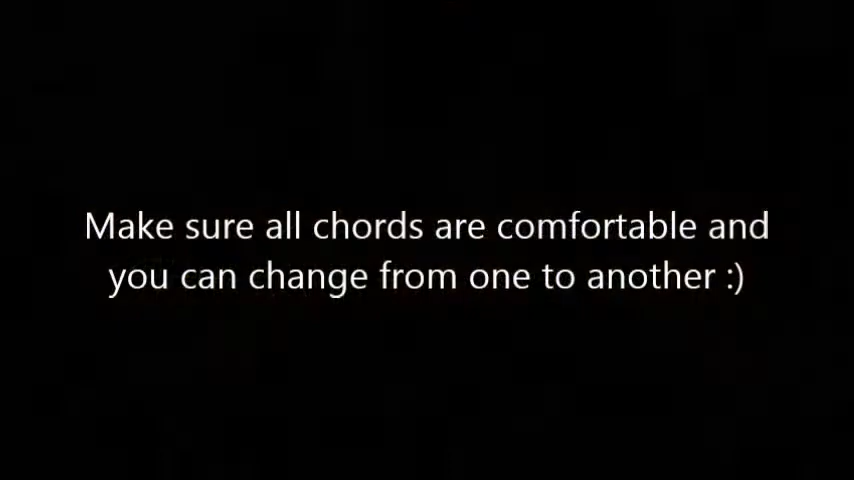 Make sure all chords are comfortable and
you can change from one to another :)